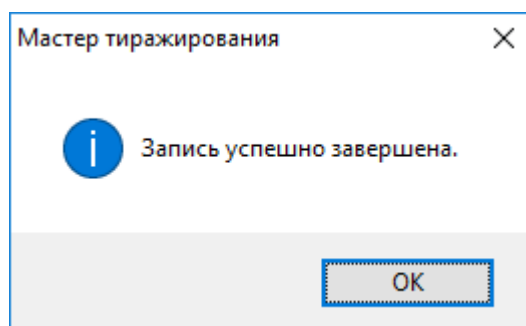 Мастер тиражирования
Запись успешно завершена.
OK